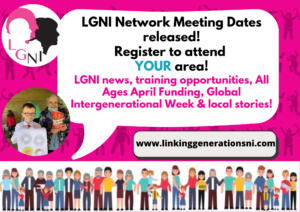 LGNI
LGNI Network Meeting Dates
released!
Register to attend
YOUR area!
LGNI news, training opportunities, All
Ages April Funding, Global
Intergenerational Week & local stories!
www.linkinggenerationsni.com